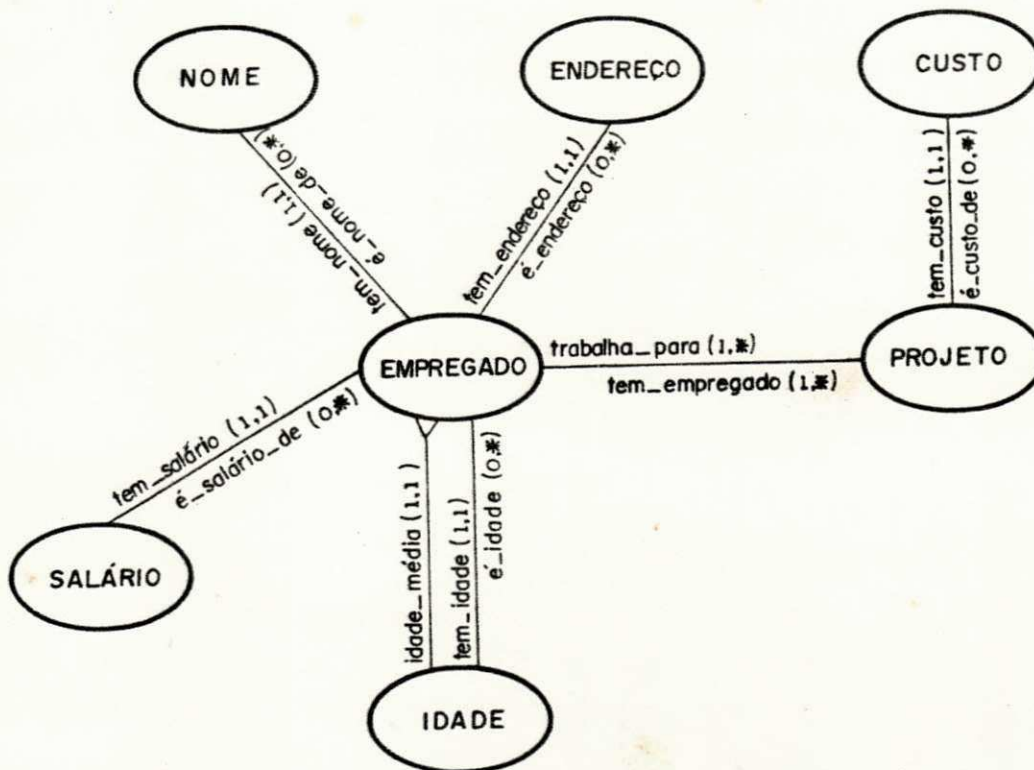 NOME
ENDEREÇO
CUSTO
é_nome_de (0,*)
tem_nome (1,1)
tem_endereço (1,1)
é_endereço (0,*)
tem_custo (1,1)
é_custo_de (0,*)
EMPREGADO
trabalha_para (1,*)
tem_empregado (1,*)
PROJETO
tem_salário (1,1)
é_salário_de (0,*)
SALÁRIO
idade_média (1,1)
tem_idade (1,1)
é_idade (0,*)
IDADE